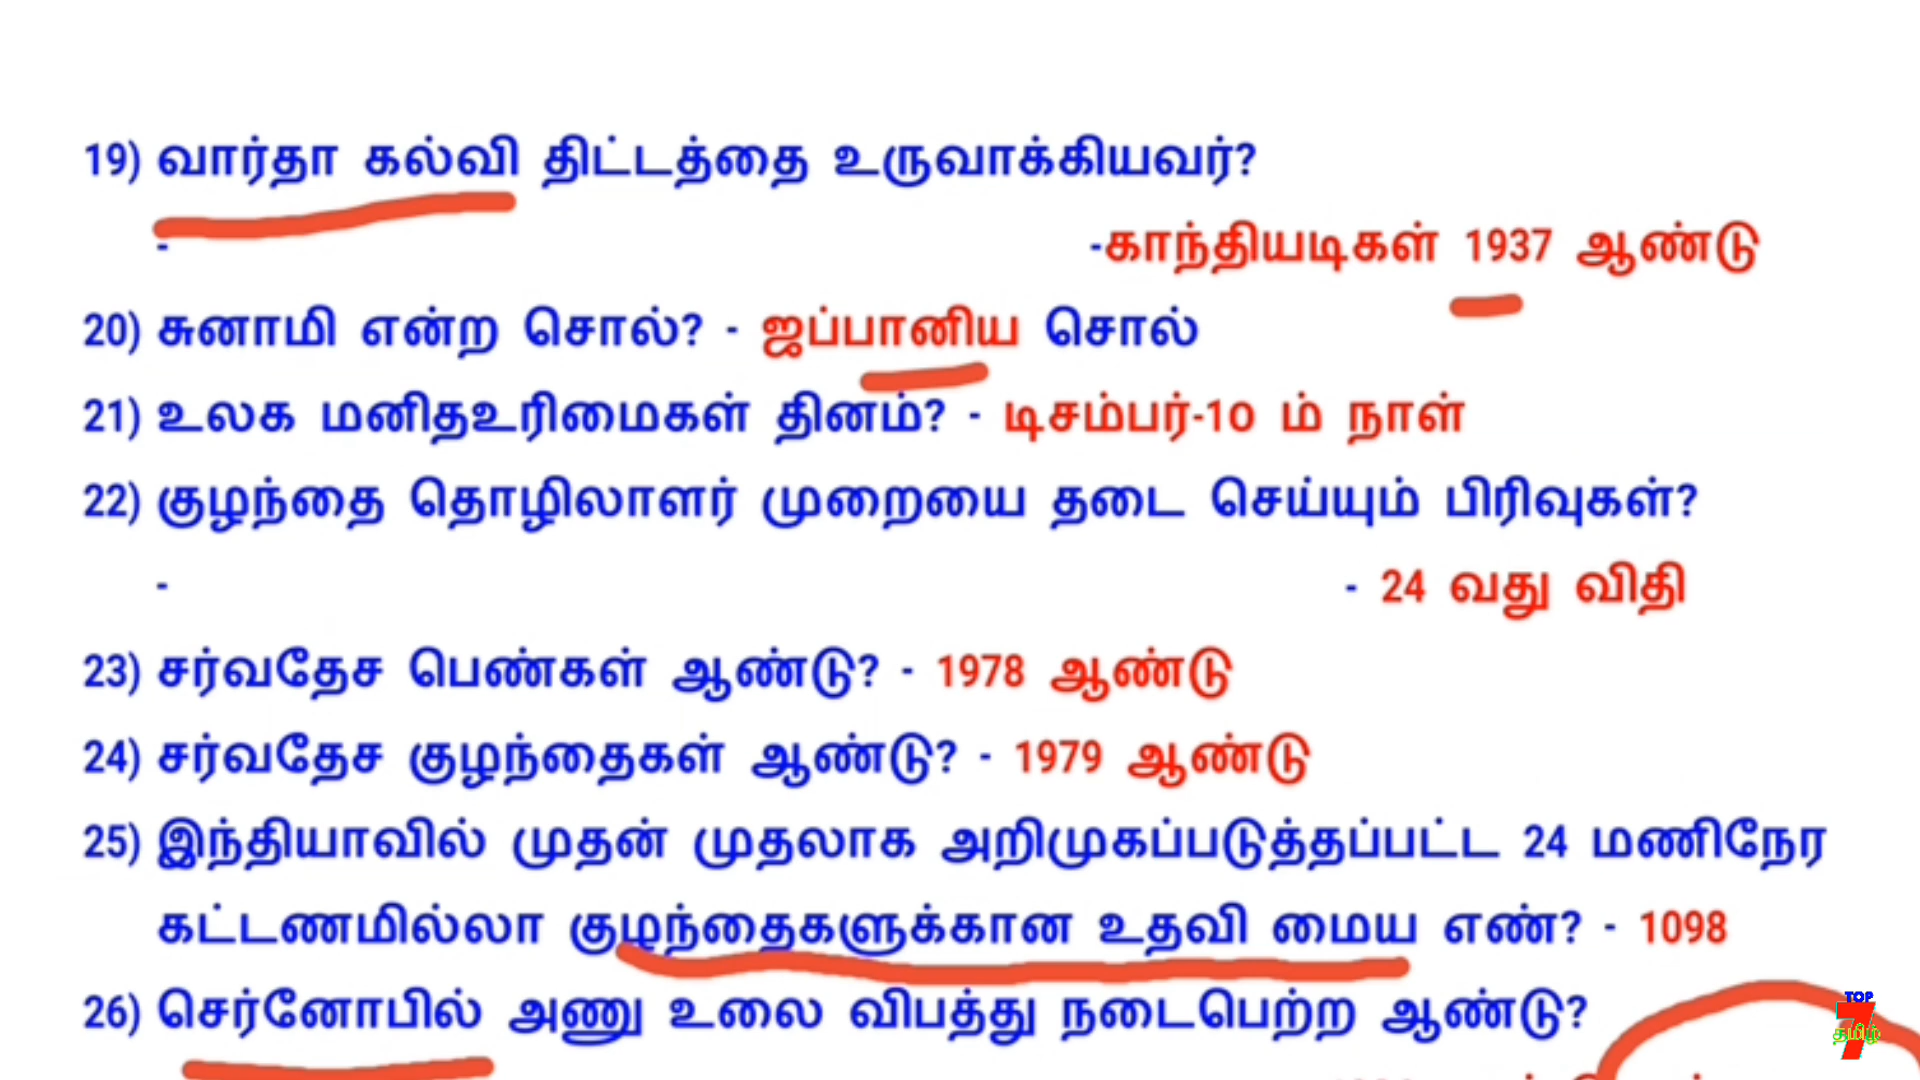 19) வார்தா கல்வி திட்டத்தை உருவாக்கியவர்?
- -காந்தியடிகள் 1937 ஆண்டு
20) சுனாமி என்ற சொல்? - ஜப்பானிய சொல்
21) உலக மனிதஉரிமைகள் தினம்? - டிசம்பர்-10 ம் நாள்
22) குழந்தை தொழிலாளர் முறையை தடை செய்யும் பிரிவுகள்?
- - 24 வது விதி
23) சர்வதேச பெண்கள் ஆண்டு? - 1978 ஆண்டு
24) சர்வதேச குழந்தைகள் ஆண்டு? - 1979 ஆண்டு
25) இந்தியாவில் முதன் முதலாக அறிமுகப்படுத்தப்பட்ட 24 மணிநேர
கட்டணமில்லா குழந்தைகளுக்கான உதவி மைய எண்? - 1098
26) செர்னோபில் அணு உலை விபத்து நடைபெற்ற ஆண்டு?
TOP
7
தமிழ்